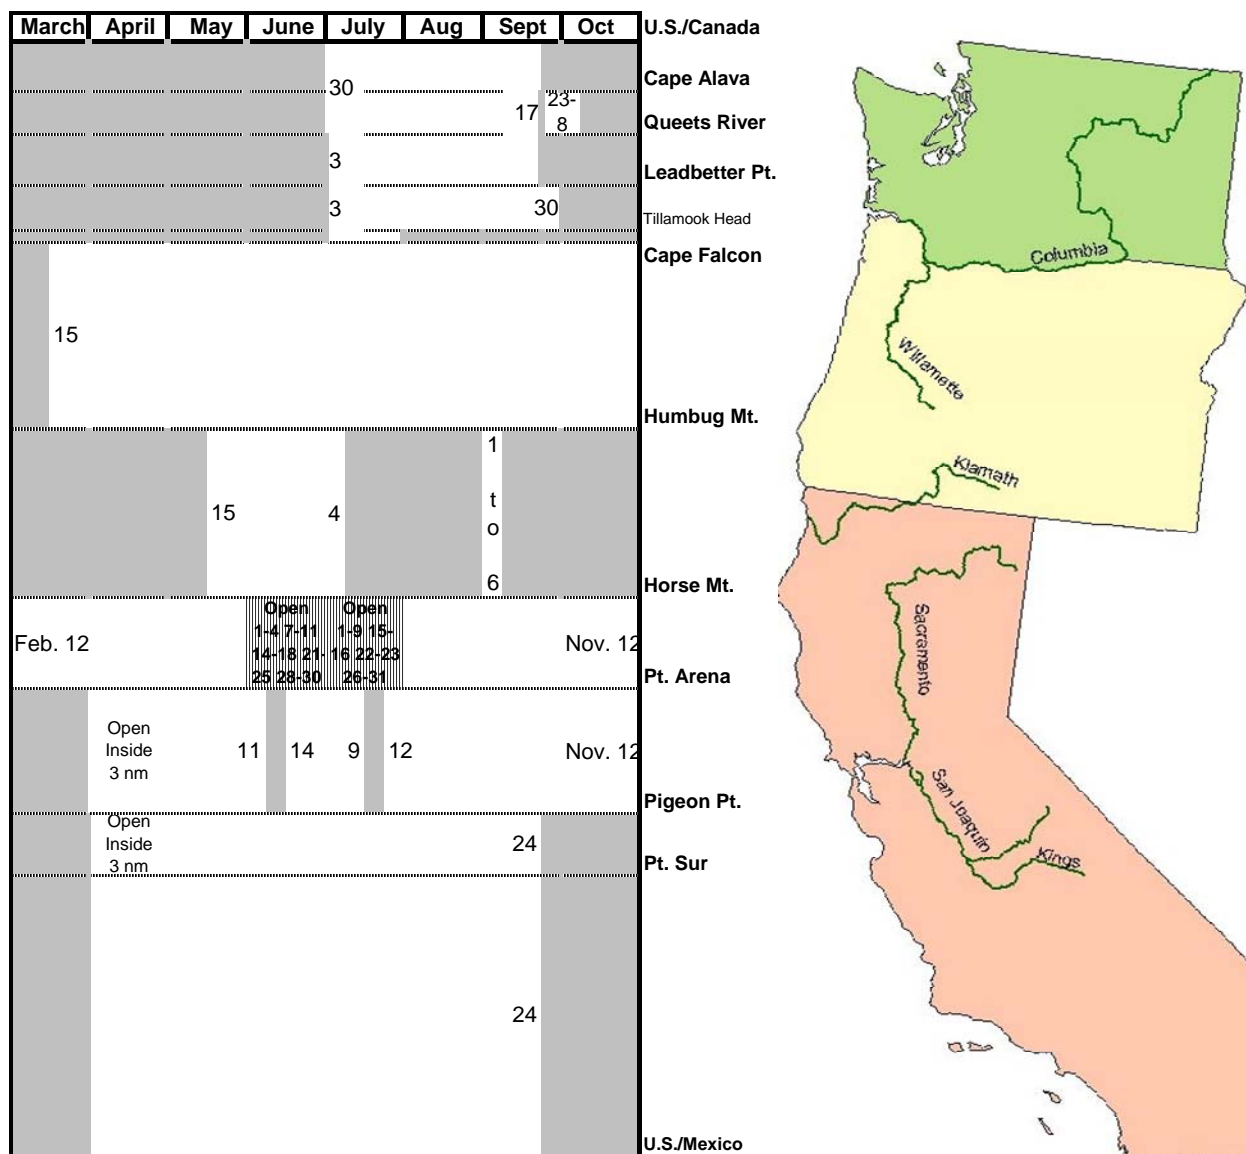 March April May June July Aug Sept Oct
U.S./Canada
Cape Alava
30
17 23-
8
Queets River
3
Leadbetter Pt.
3 30
Tillamook Head
Cape Falcon
15
Humbug Mt.
1
t
o
6
15 4
Horse Mt.
Feb. 12
Open Open
1-4 7-11 1-9 15-
14-18 21- 16 22-23
25 28-30 26-31
Nov. 12
Pt. Arena
Open
Inside
3 nm
11 14 9 12 Nov. 12
Pigeon Pt.
Open
Inside
3 nm
24
Pt. Sur
24
U.S./Mexico
Columbia
Willamette
Klamath
Sacramento
San Joaquin
Kings